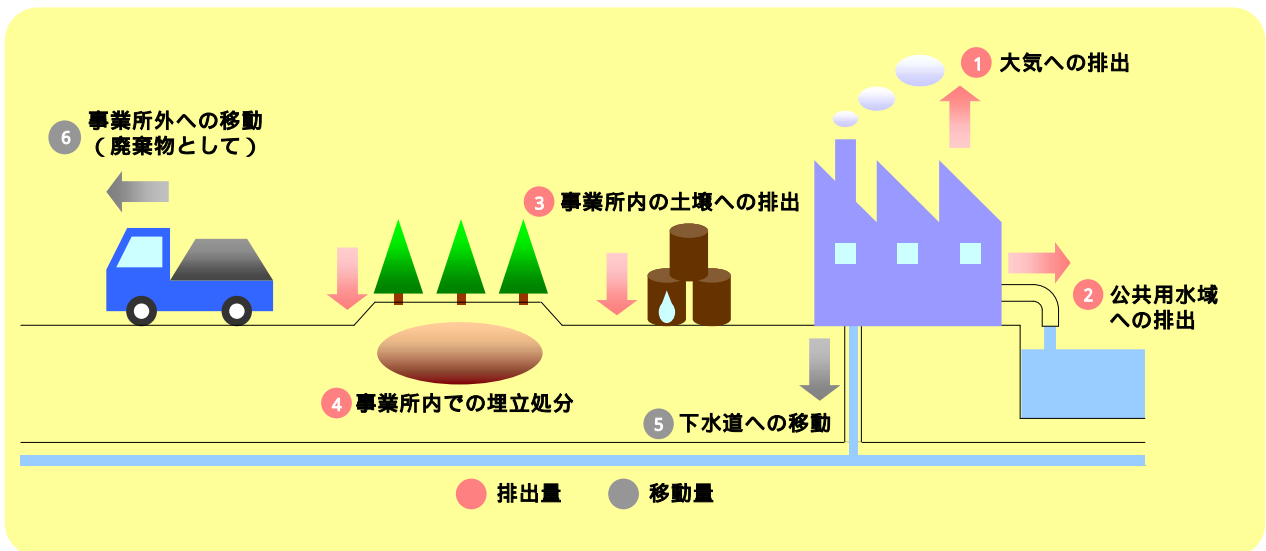 1 大気への排出
6 事業所外への移動
（廃棄物として）
3 事業所内の土壌への排出
2 公共用水域
への排出
4 事業所内での埋立処分
5 下水道への移動
排出量
移動量